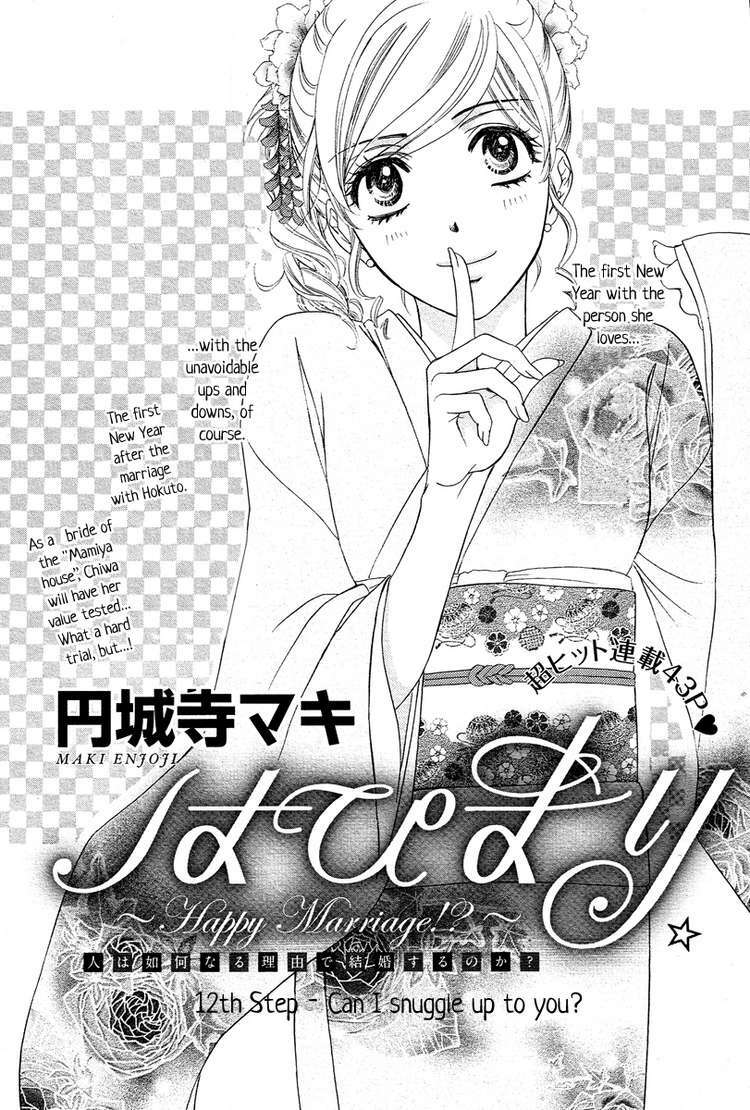 The first New
Year with the
person she
loves...
...with the
unavoidable
ups and
downs, of
course.
The first
New Year
after the
marriage
with Hokuto.
As a bride of
the "Mamiya
house", Chiwa
will have her
value tested...
What a hard
trial, but...!
超ヒット連載43P♥
円城寺マキ
MAKI ENJOJI
はぴまり
~ Happy Marriage!? ~
人は如何なる理由で、結婚するのか?
12th Step - Can I snuggle up to you?